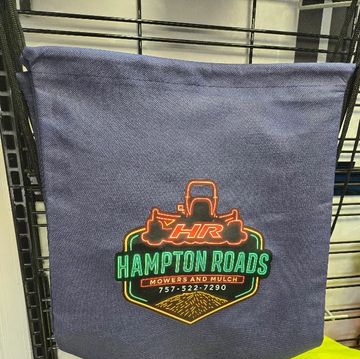 HR
HAMPTON ROADS
MOWERS AND MULCH
757-522-7290